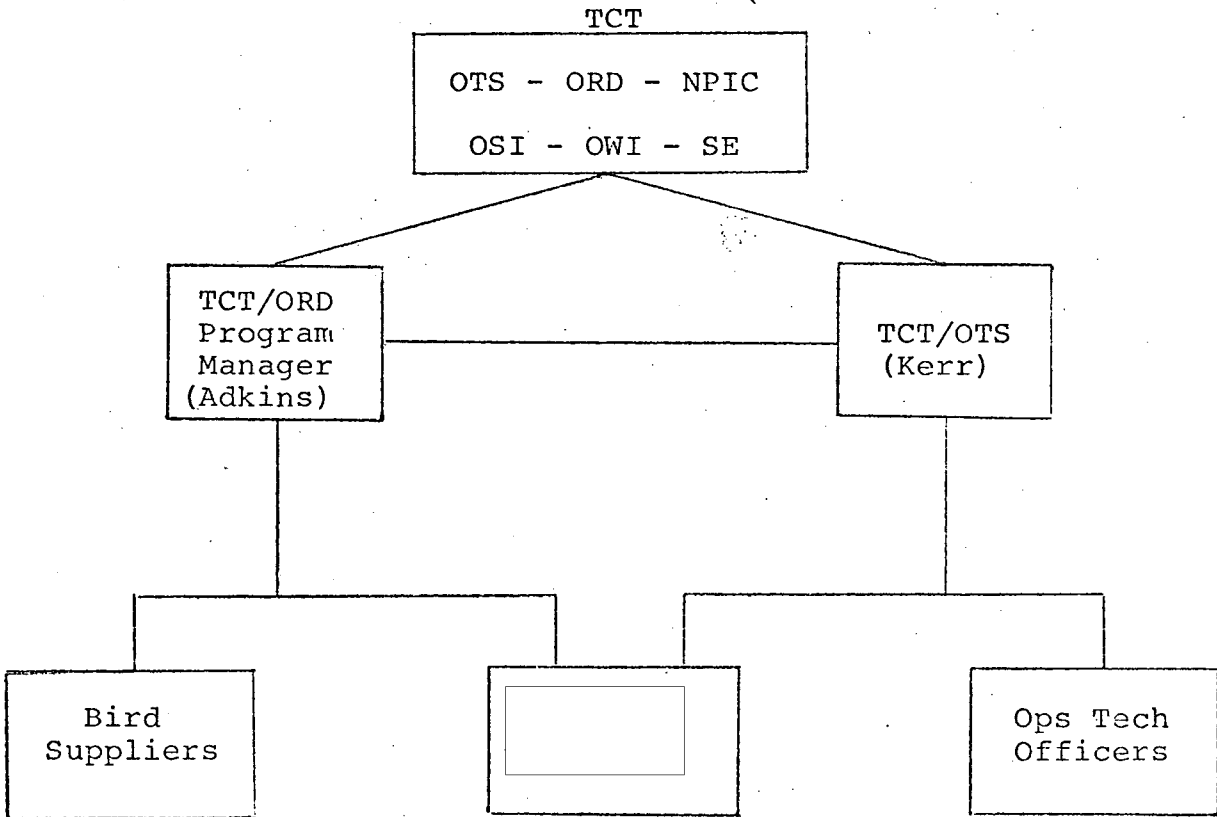 TCT
OTS - ORD - NPIC
OSI - OWI - SE
TCT/ORD
Program
Manager
(Adkins)
TCT/OTS
(Kerr)
Bird
Suppliers
Ops Tech
Officers